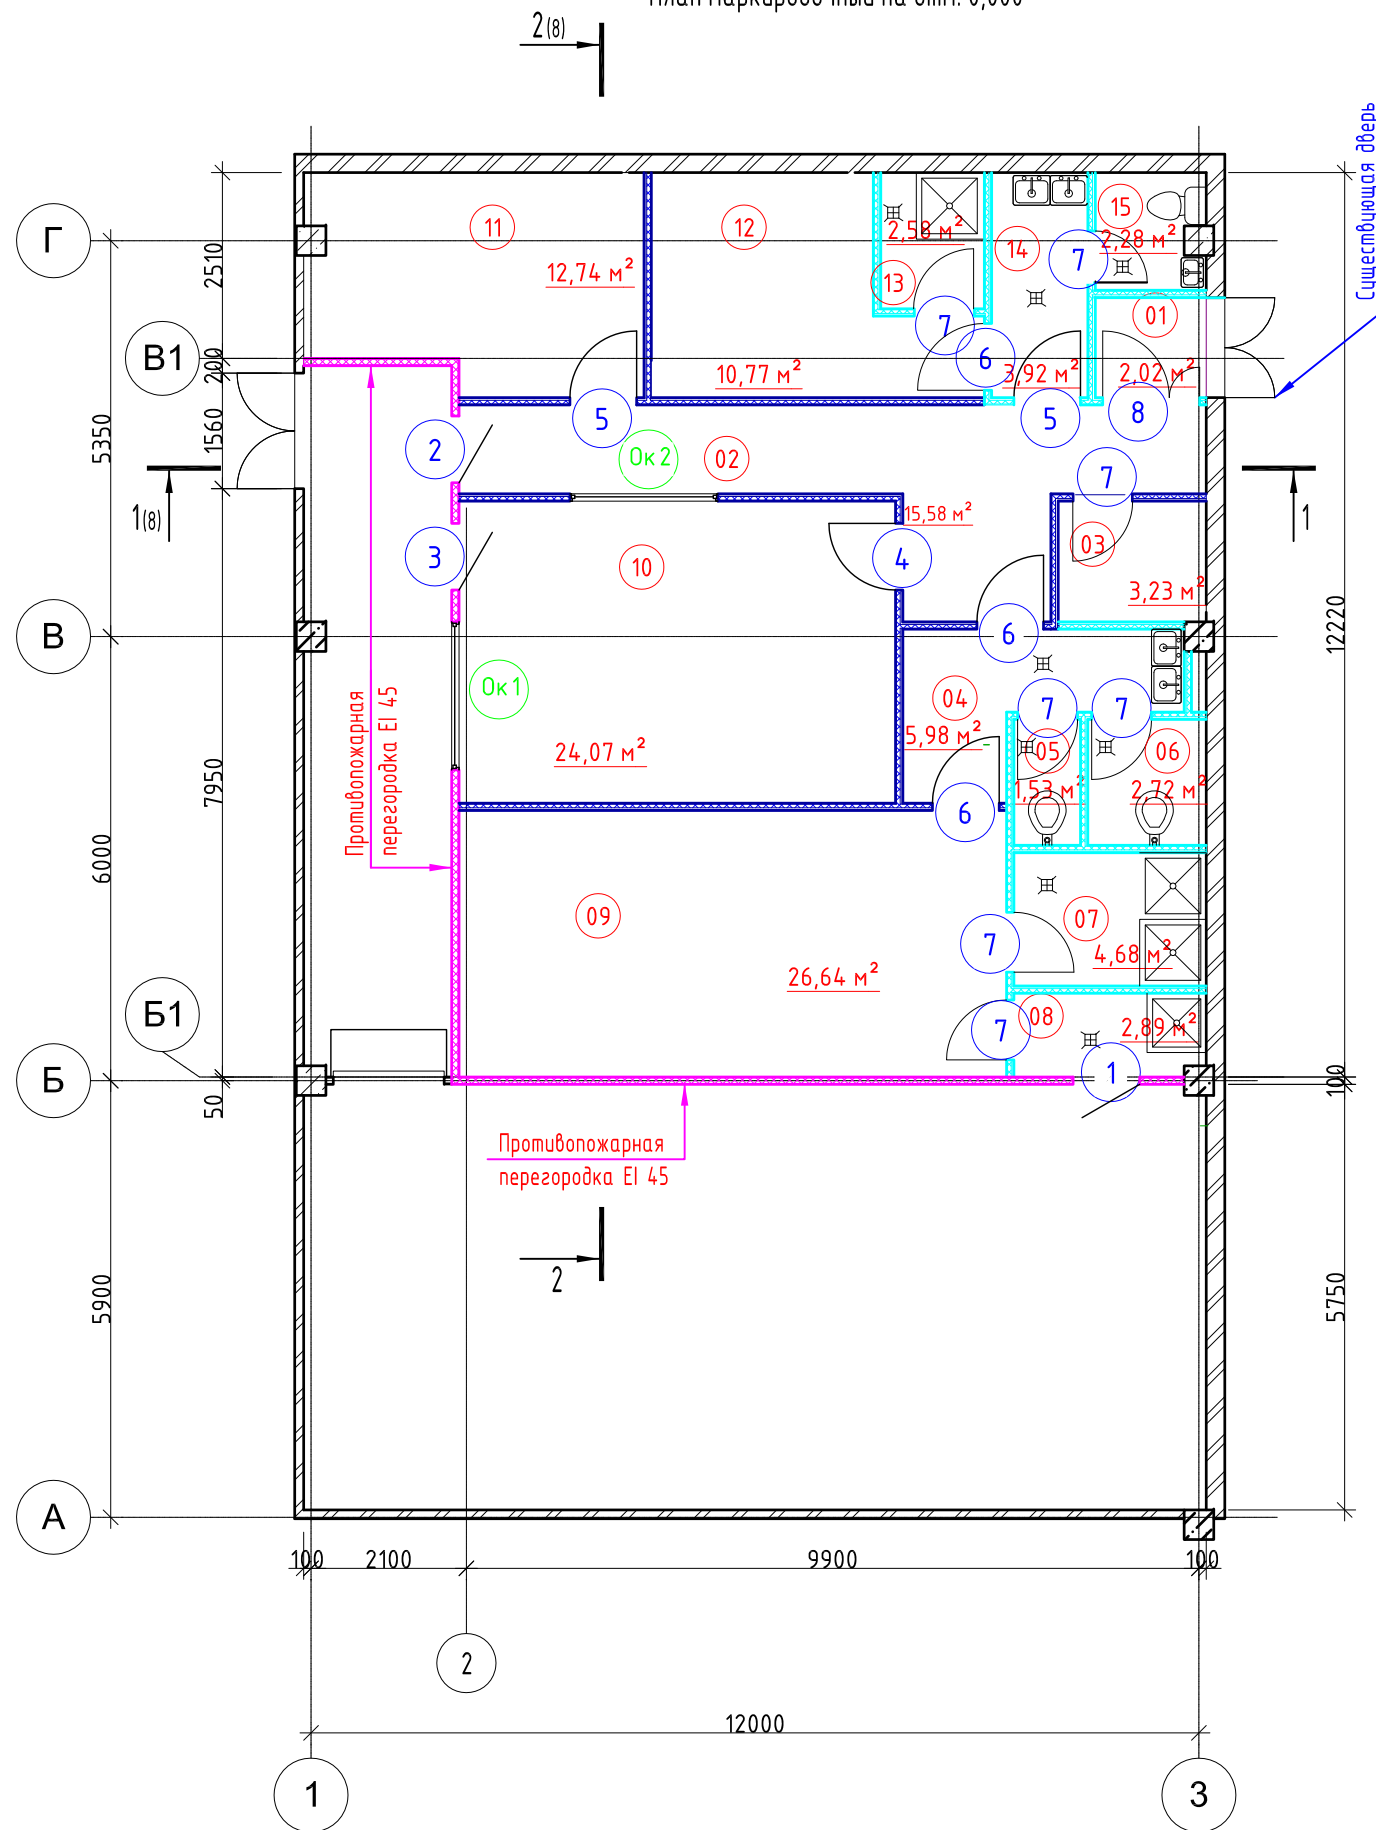 на отм. 0,000
2(8)
Существующая дверь
Г
2510
11
12
15
2,58 м²
14
7
2,28 м²
12,74 м²
13
01
7
В1
200
6
10,77 м²
3,92 м²
2,02 м²
1560
5
5
8
5350
2
Ок 2
02
7
1(8)
15,58 м²
1
3
10
4
03
3,23 м²
12220
В
6
Противопожарная
перегородка EI 45
Ок 1
04
7
7
5,98 м²
05
06
24,07 м²
7950
1,53 м²
2,72 м²
6
6000
09
07
7
4,68 м²
26,64 м²
Б1
08
7
2,89 м²
Б
1
100
50
Противопожарная
перегородка EI 45
2
5900
5750
А
100
2100
9900
100
2
12000
1
3